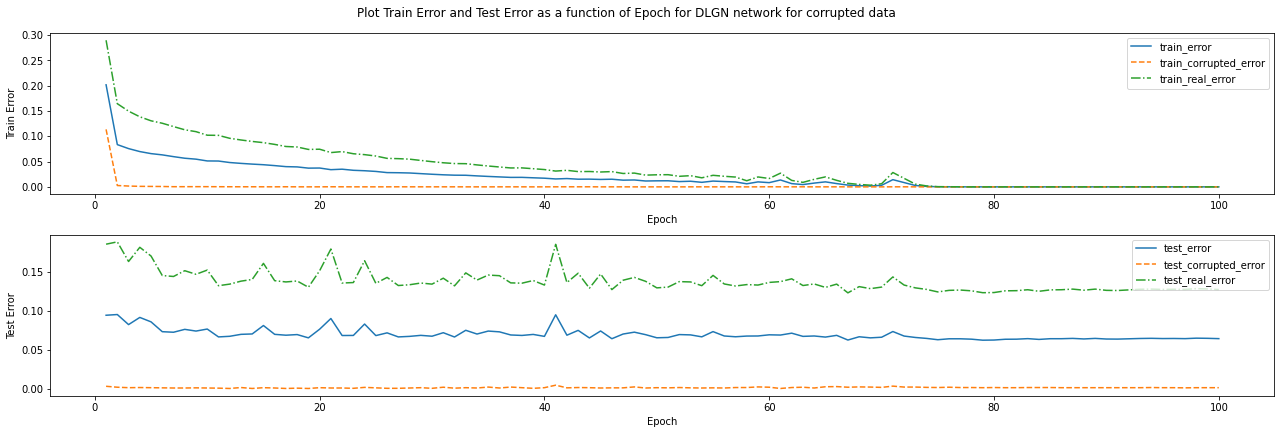 Plot Train Error and Test Error as a function of Epoch for DLGN network for corrupted data
0.30
0.25
0.20
0.15
0.10
0.05
0.00
Train Error
train_error
train_corrupted_error
train_real_error
0 20 40 60 80 100
Epoch
0.15
0.10
0.05
0.00
Test Error
test_error
test_corrupted_error
test_real_error
0 20 40 60 80 100
Epoch